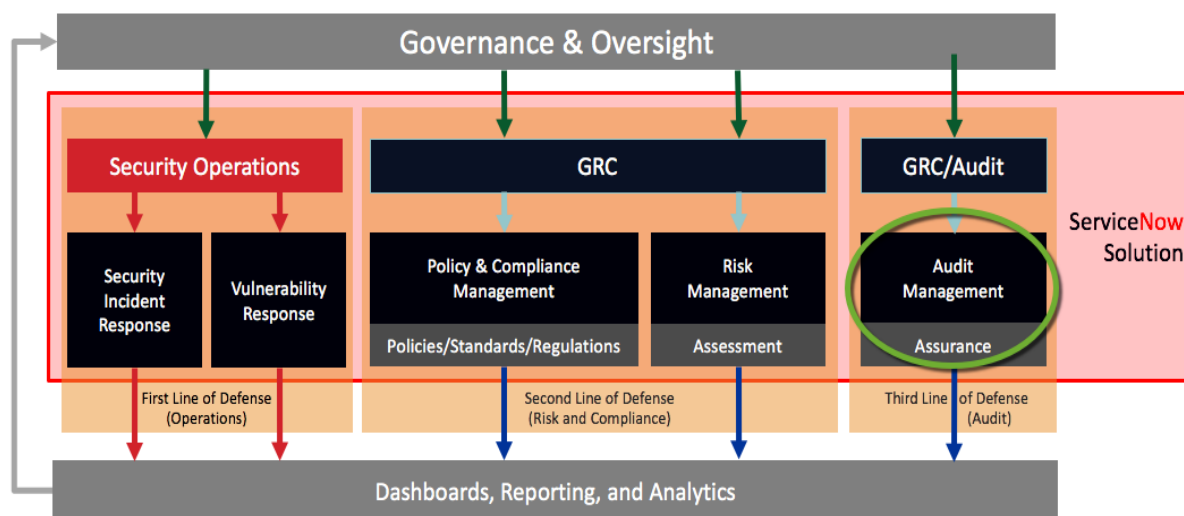 Governance & Oversight
Security Operations
GRC
GRC/Audit
ServiceNow
Solution
Security
Incident
Response
Vulnerability
Response
Policy & Compliance
Management
Policies/Standards/Regulations
Risk
Management
Assessment
Audit
Management
Assurance
First Line of Defense
(Operations)
Second Line of Defense
(Risk and Compliance)
Third Line of Defense
(Audit)
Dashboards, Reporting, and Analytics